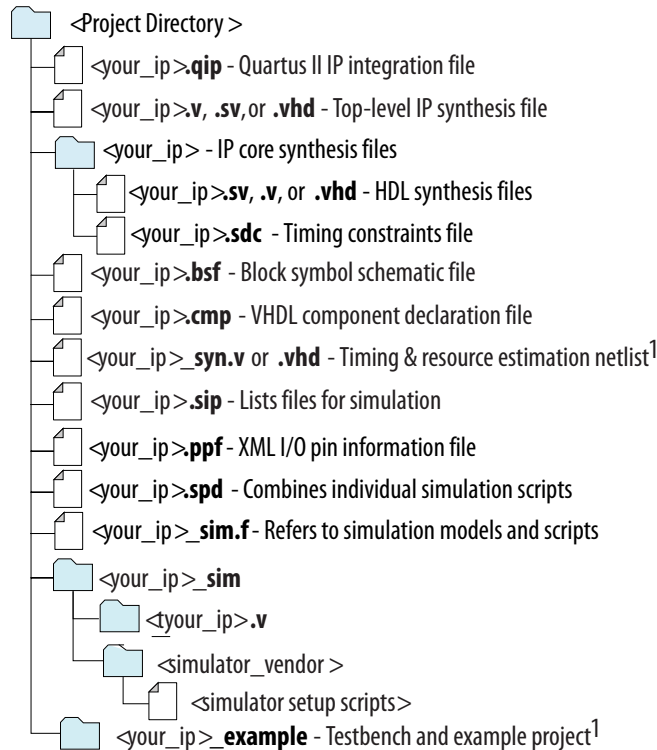 <Project Directory >
<your_ip>.qip - Quartus II IP integration file
<your_ip>.v, .sv, or .vhd - Top-level IP synthesis file
<your_ip> - IP core synthesis files
<your_ip>.sv, .v, or .vhd - HDL synthesis files
<your_ip>.sdc - Timing constraints file
<your_ip>.bsf - Block symbol schematic file
<your_ip>.cmp - VHDL component declaration file
<your_ip>_syn.v or .vhd - Timing & resource estimation netlist1
<your_ip>.sip - Lists files for simulation
<your_ip>.ppf - XML I/O pin information file
<your_ip>.spd - Combines individual simulation scripts
<your_ip>_sim.f - Refers to simulation models and scripts
<your_ip>_sim
<tyour_ip>.v
<simulator_vendor >
<simulator setup scripts>
<your_ip>_example - Testbench and example project1